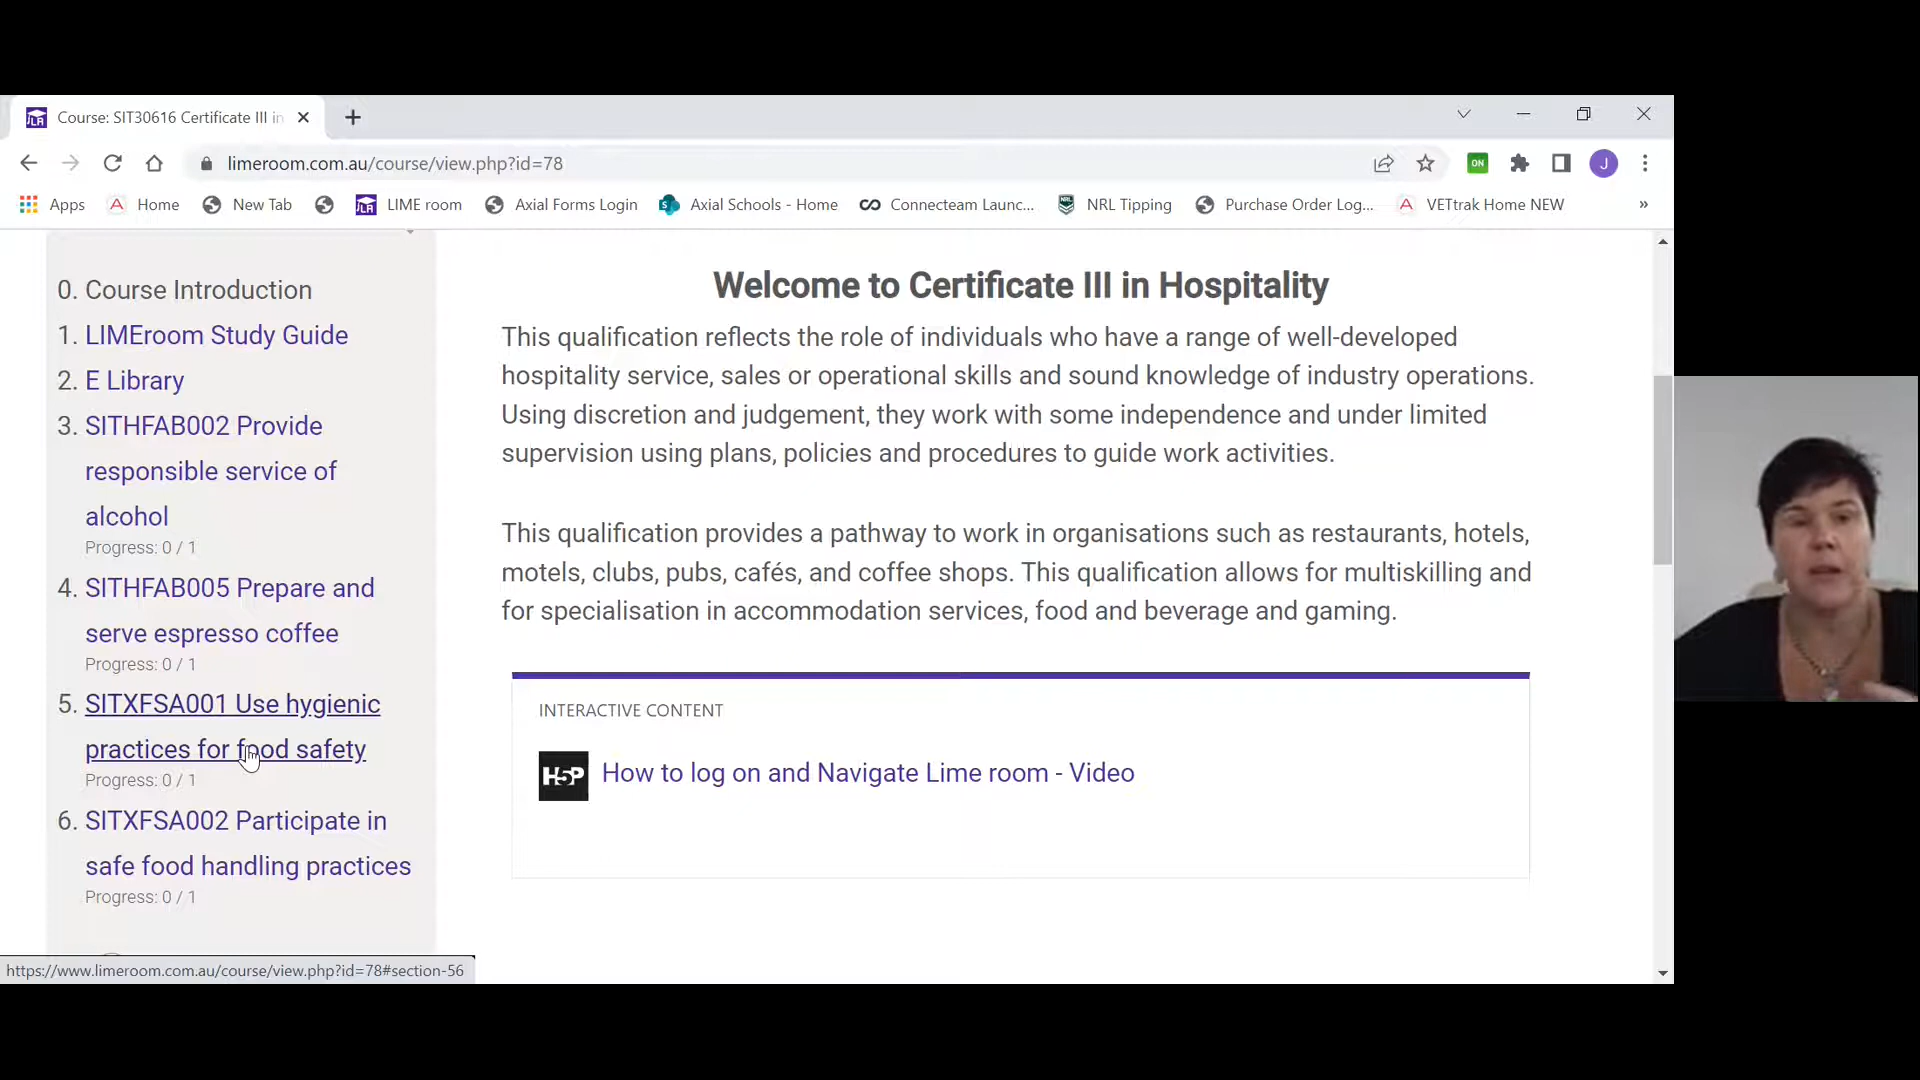 Course: SIT30616 Certificate III in
limeroom.com.au/course/view.php?id=78
ON
J
Apps
Home
New Tab
LIME room
Axial Forms Login
Axial Schools - Home
Connecteam Launc...
NRL Tipping
Purchase Order Log...
VETtrak Home NEW
»
0. Course Introduction
1. LIMEroom Study Guide
2. E Library
3. SITHFAB002 Provide
responsible service of
alcohol
Progress: 0 / 1
4. SITHFAB005 Prepare and
serve espresso coffee
Progress: 0 / 1
5. SITXFSA001 Use hygienic
practices for food safety
Progress: 0 / 1
6. SITXFSA002 Participate in
safe food handling practices
Progress: 0 / 1
Welcome to Certificate III in Hospitality
This qualification reflects the role of individuals who have a range of well-developed
hospitality service, sales or operational skills and sound knowledge of industry operations.
Using discretion and judgement, they work with some independence and under limited
supervision using plans, policies and procedures to guide work activities.
This qualification provides a pathway to work in organisations such as restaurants, hotels,
motels, clubs, pubs, cafés, and coffee shops. This qualification allows for multiskilling and
for specialisation in accommodation services, food and beverage and gaming.
INTERACTIVE CONTENT
H5P
How to log on and Navigate Lime room - Video
https://www.limeroom.com.au/course/view.php?id=78#section-56